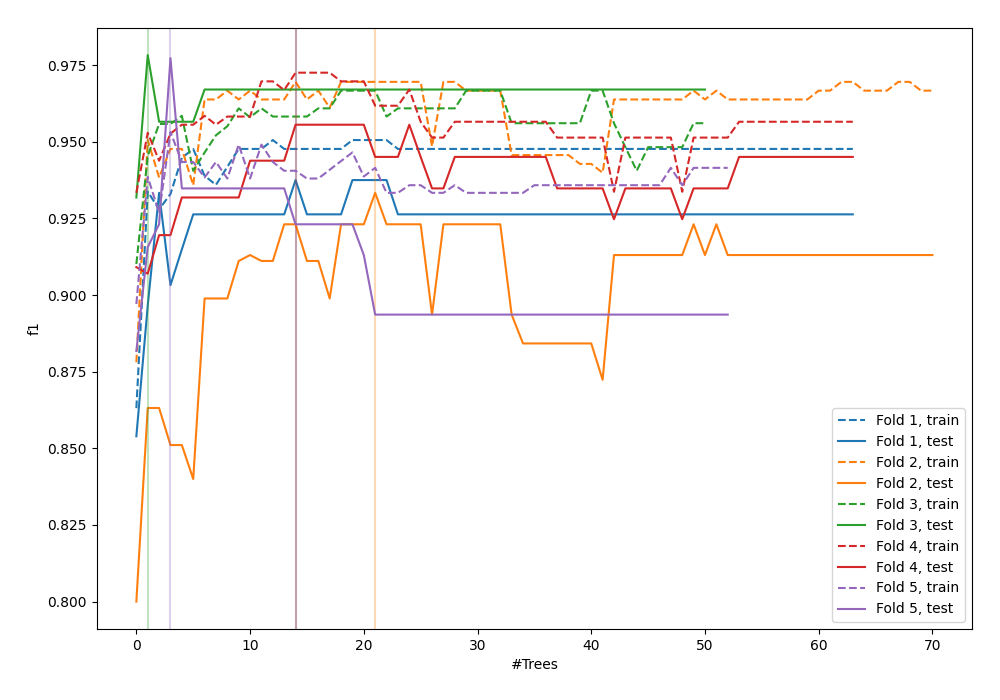 0.975
0.950
0.925
0.900
0.875
0.850
0.825
0.800
f1
0
10
20
30
40
50
60
70
#Trees
Fold 1, train
Fold 1, test
Fold 2, train
Fold 2, test
Fold 3, train
Fold 3, test
Fold 4, train
Fold 4, test
Fold 5, train
Fold 5, test